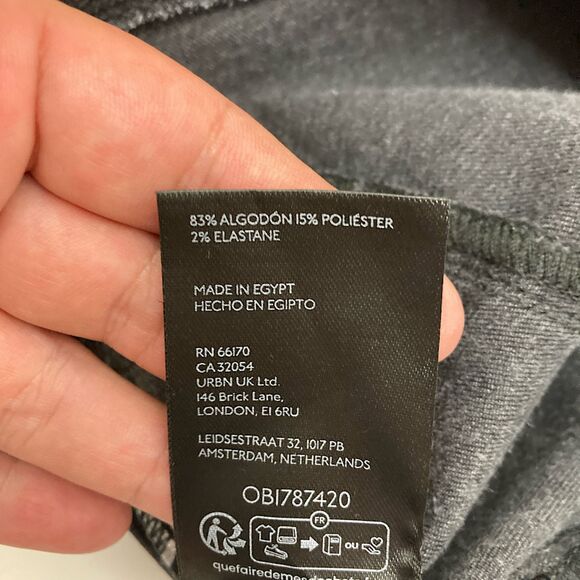 83% ALGODÓN 15% POLIÉSTER
2% ELASTANE
MADE IN EGYPT
HECHO EN EGIPTO
RN 66170
CA 32054
URBN UK Ltd.
146 Brick Lane,
LONDON, E1 6RU
LEIDSESTRAAT 32, 1017 PB
AMSTERDAM, NETHERLANDS
OB1787420
FR
OU